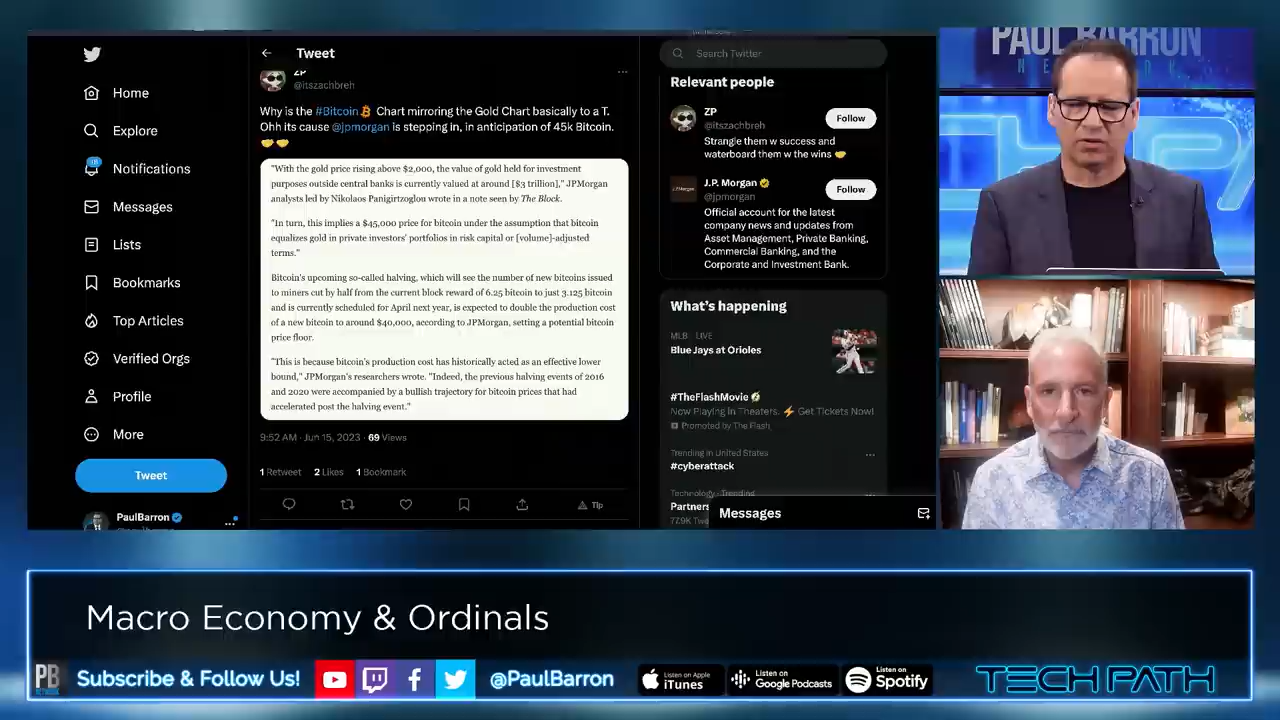 Tweet
Search Twitter
PAUL BARRON
Home
Explore
Notifications
Messages
Lists
Bookmarks
Top Articles
Verified Orgs
Profile
More
Tweet
PaulBarron
ZP
@itszachbreh
Why is the #Bitcoin Chart mirroring the Gold Chart basically to a T.
Ohh its cause @jpmorgan is stepping in, in anticipation of 45k Bitcoin.
"With the gold price rising above $2,000, the value of gold held for investment
purposes outside central banks is currently valued at around [$3 trillion]," JPMorgan
analysts led by Nikolaos Panigirtzoglou wrote in a note seen by The Block.
"In turn, this implies a $45,000 price for bitcoin under the assumption that bitcoin
equalizes gold in private investors' portfolios in risk capital or [volume]-adjusted
terms."
Bitcoin's upcoming so-called halving, which will see the number of new bitcoins issued
to miners cut by half from the current block reward of 6.25 bitcoin to just 3.125 bitcoin
and is currently scheduled for April next year, is expected to double the production cost
of a new bitcoin to around $40,000, according to JPMorgan, setting a potential bitcoin
price floor.
"This is because bitcoin's production cost has historically acted as an effective lower
bound," JPMorgan's researchers wrote. "Indeed, the previous halving events of 2016
and 2020 were accompanied by a bullish trajectory for bitcoin prices that had
accelerated post the halving event."
9:52 AM · Jun 15, 2023 · 69 Views
1 Retweet 2 Likes 1 Bookmark
Tip
Relevant people
ZP
@itszachbreh
Follow
Strangle them w success and
waterboard them w the wins
J.P. Morgan
@jpmorgan
Follow
Official account for the latest
company news and updates from
Asset Management, Private Banking,
Commercial Banking, and the
Corporate and Investment Bank.
What's happening
MLB · LIVE
Blue Jays at Orioles
#TheFlashMovie
Now Playing in Theaters. ⚡ Get Tickets Now!
Promoted by The Flash
Trending in United States
#cyberattack
Technology · Trending
Partners
Messages
Macro Economy & Ordinals
PB
NETWORK
Subscribe & Follow Us!
@PaulBarron
Listen on Apple
iTunes
Listen on
Google Podcasts
Listen on
Spotify
TECH PATH